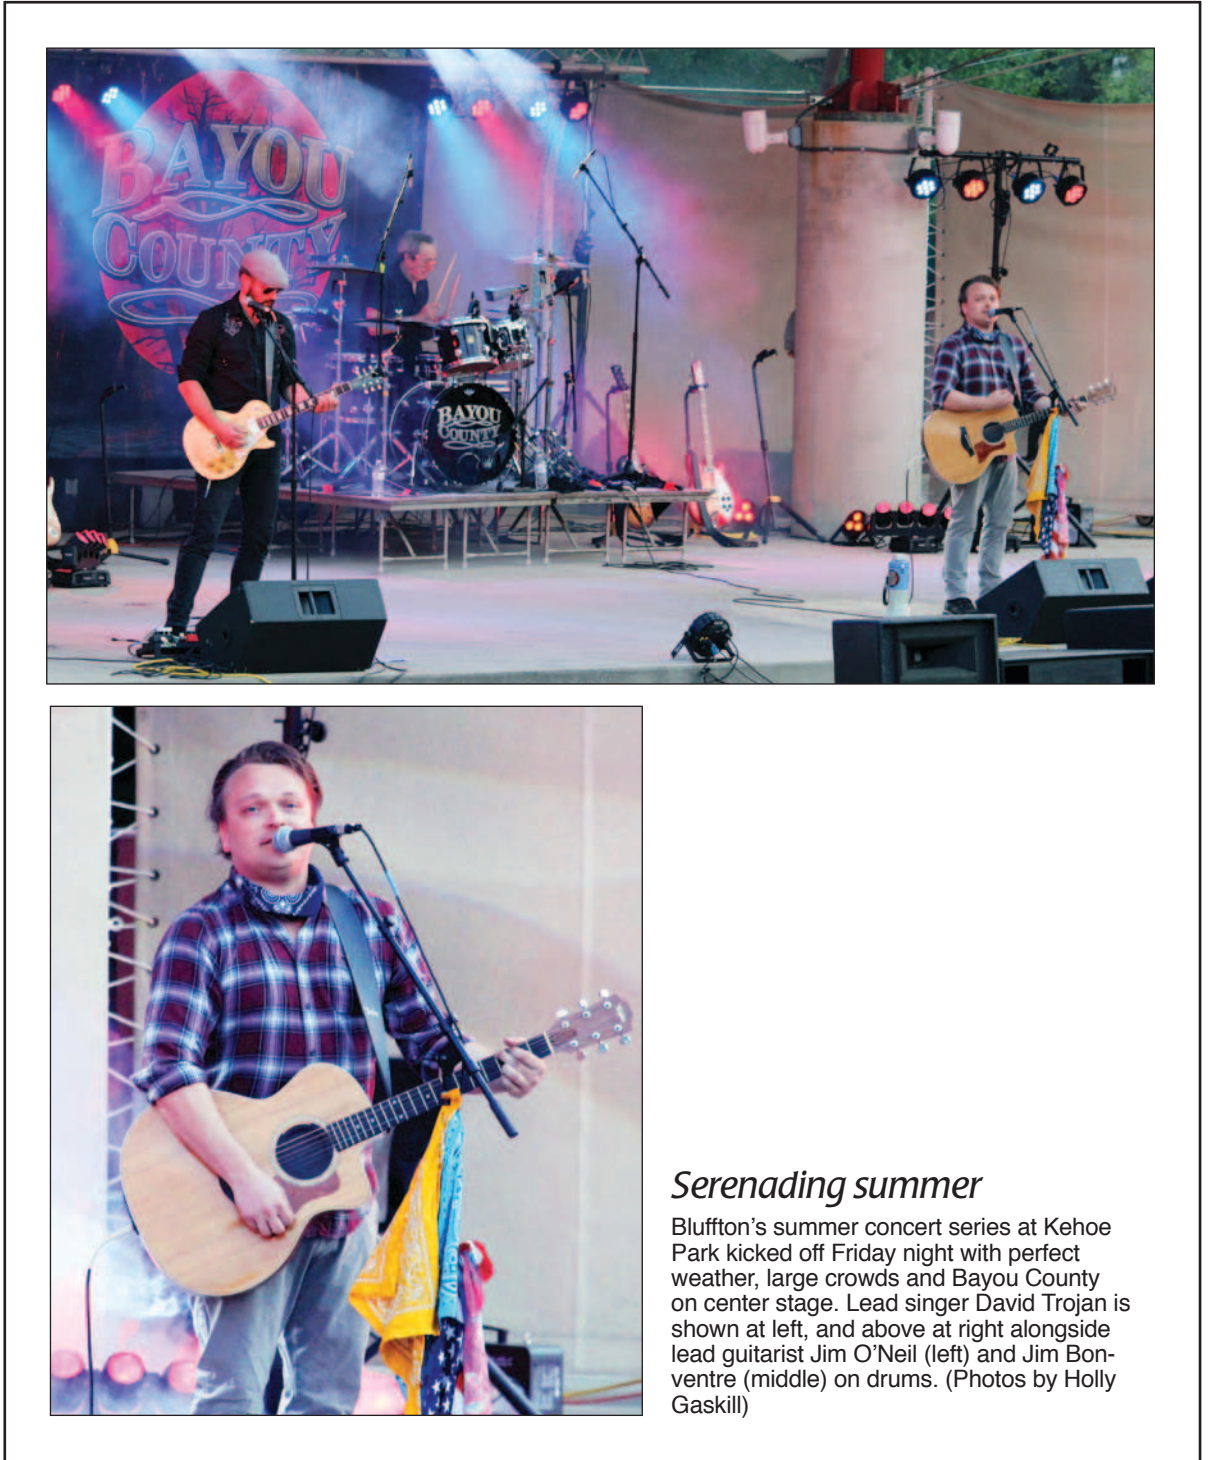 BAYOU
COUNTY
BAYOU
COUNTY
Serenading summer
Bluffton’s summer concert series at Kehoe
Park kicked off Friday night with perfect
weather, large crowds and Bayou County
on center stage. Lead singer David Trojan is
shown at left, and above at right alongside
lead guitarist Jim O’Neil (left) and Jim Bon-
ventre (middle) on drums. (Photos by Holly
Gaskill)